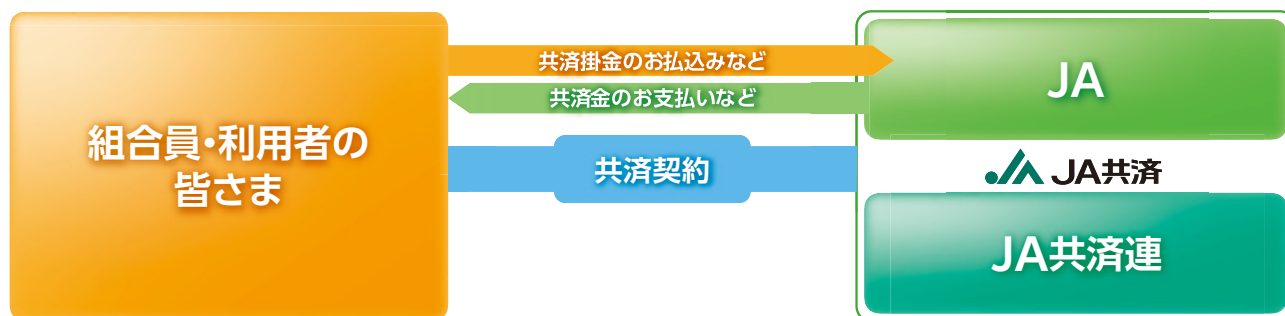 組合員・利用者の
皆さま
共済掛金のお払込みなど
共済金のお支払いなど
共済契約
JA
JA共済
JA共済連